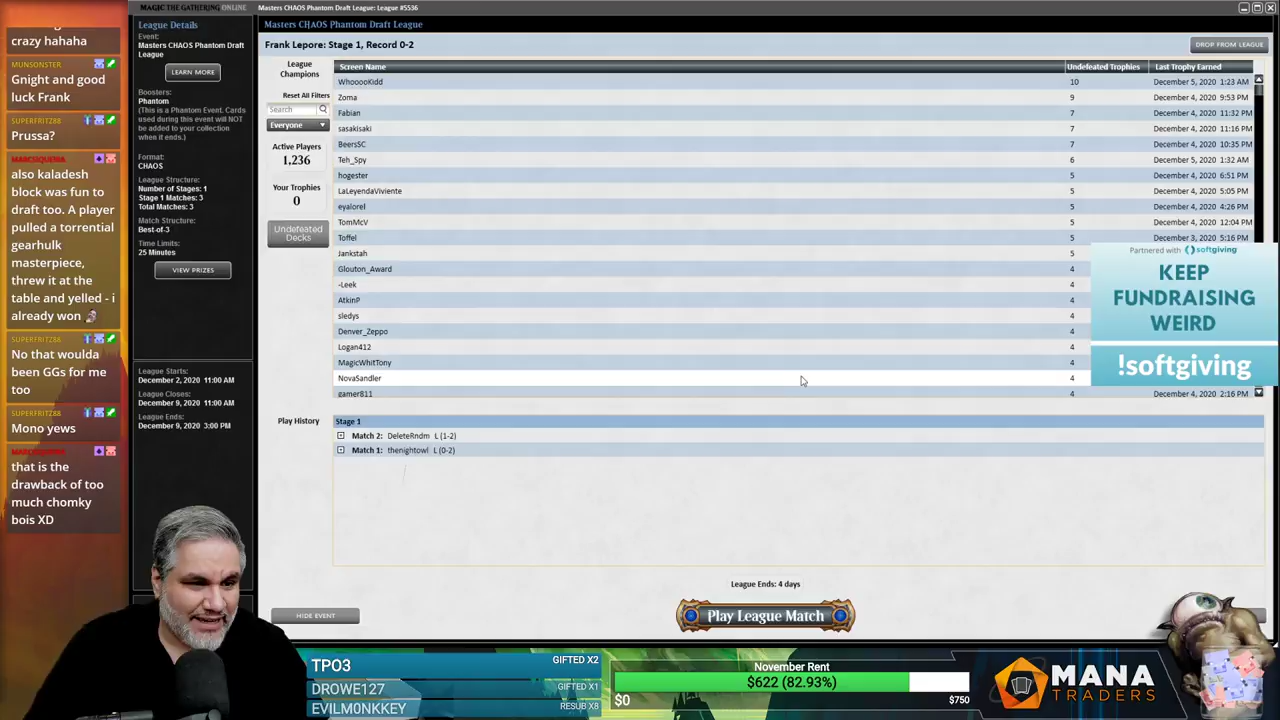 MAGIC THE GATHERING ONLINE
Masters CHAOS Phantom Draft League: League #5536
crazy hahaha
MUNSONSTER
Gnight and good
luck Frank
Prussa?
also kaladesh
block was fun to
draft too. A player
pulled a torrential
gearhulk
masterpiece,
threw it at the
table and yelled - i
already won
No that woulda
been GGs for me
too
Mono yews
that is the
drawback of too
much chomky
bois XD
League Details
Event:
Masters CHAOS Phantom Draft
League
LEARN MORE
Boosters:
Phantom
(This is a Phantom Event. Cards
used during this event will NOT
be added to your collection
when it ends.)
Format:
CHAOS
League Structure:
Number of Stages: 1
Stage 1 Matches: 3
Total Matches: 3
Match Structure:
Best-of-3
Time Limits:
25 Minutes
VIEW PRIZES
League Starts:
December 2, 2020 11:00 AM
League Closes:
December 9, 2020 11:00 AM
League Ends:
December 9, 2020 3:00 PM
Masters CHAOS Phantom Draft League
Frank Lepore: Stage 1, Record 0-2
DROP FROM LEAGUE
League
Champions
Reset All Filters
Search
Everyone
Active Players
1,236
Your Trophies
0
Undefeated
Decks
Screen Name Undefeated Trophies Last Trophy Earned
WhooooKidd 10 December 5, 2020 1:23 AM
Zoma 9 December 4, 2020 9:53 PM
Fabian 7 December 4, 2020 11:32 PM
sasakisaki 7 December 4, 2020 11:16 PM
BeersSC 7 December 4, 2020 10:35 PM
Teh_Spy 6 December 5, 2020 1:32 AM
hogester 5 December 4, 2020 6:51 PM
LaLeyendaViviente 5 December 4, 2020 5:05 PM
eyalorel 5 December 4, 2020 4:26 PM
TomMcV 5 December 4, 2020 12:04 PM
Toffel 5 December 3, 2020 5:16 PM
Jankstah 5
Glouton_Award 4
-Leek 4
AtkinP 4
sledys 4
Denver_Zeppo 4
Logan412 4
MagicWhitTony 4
NovaSandler 4
gamer811 4 December 4, 2020 2:16 PM
Partnered with softgiving
KEEP
FUNDRAISING
WEIRD
!softgiving
Play History
Stage 1
Match 2: DeleteRndm L (1-2)
Match 1: thenightowl L (0-2)
League Ends: 4 days
HIDE EVENT
Play League Match
TPO3 GIFTED X2
DROWE127 GIFTED X1
EVILM0NKKEY RESUB X8
November Rent
$622 (82.93%)
$0 $750
MANA
TRADERS